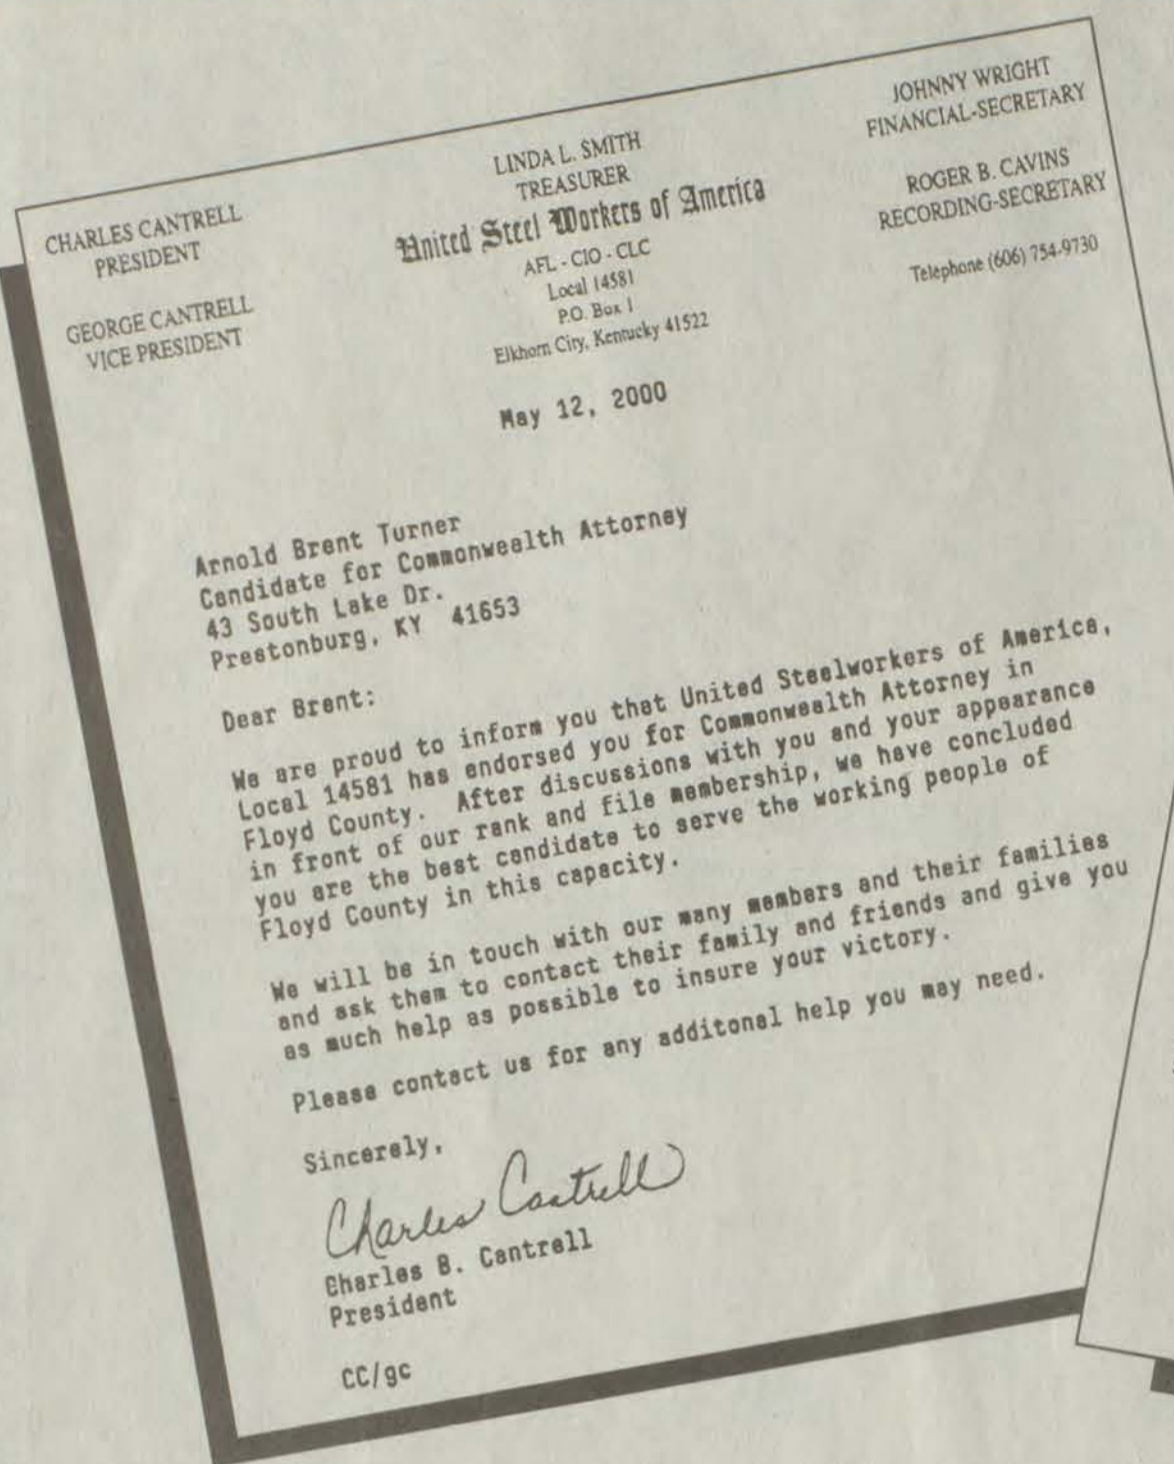 CHARLES CANTRELL
PRESIDENT
GEORGE CANTRELL
VICE PRESIDENT
LINDA L. SMITH
TREASURER
United Steel Workers of America
AFL - CIO - CLC
Local 14581
P.O. Box 1
Elkhorn City, Kentucky 41522
JOHNNY WRIGHT
FINANCIAL-SECRETARY
ROGER B. CAVINS
RECORDING-SECRETARY
Telephone (606) 754-9730
May 12, 2000
Arnold Brent Turner
Candidate for Commonwealth Attorney
43 South Lake Dr.
Prestonburg, KY 41653
Dear Brent:
We are proud to inform you that United Steelworkers of America,
Local 14581 has endorsed you for Commonwealth Attorney in
Floyd County. After discussions with you and your appearance
in front of our rank and file membership, we have concluded
you are the best candidate to serve the working people of
Floyd County in this capacity.
We will be in touch with our many members and their families
and ask them to contact their family and friends and give you
as much help as possible to insure your victory.
Please contact us for any additonal help you may need.
Sincerely,
Charles Cantrell
Charles B. Cantrell
President
CC/gc